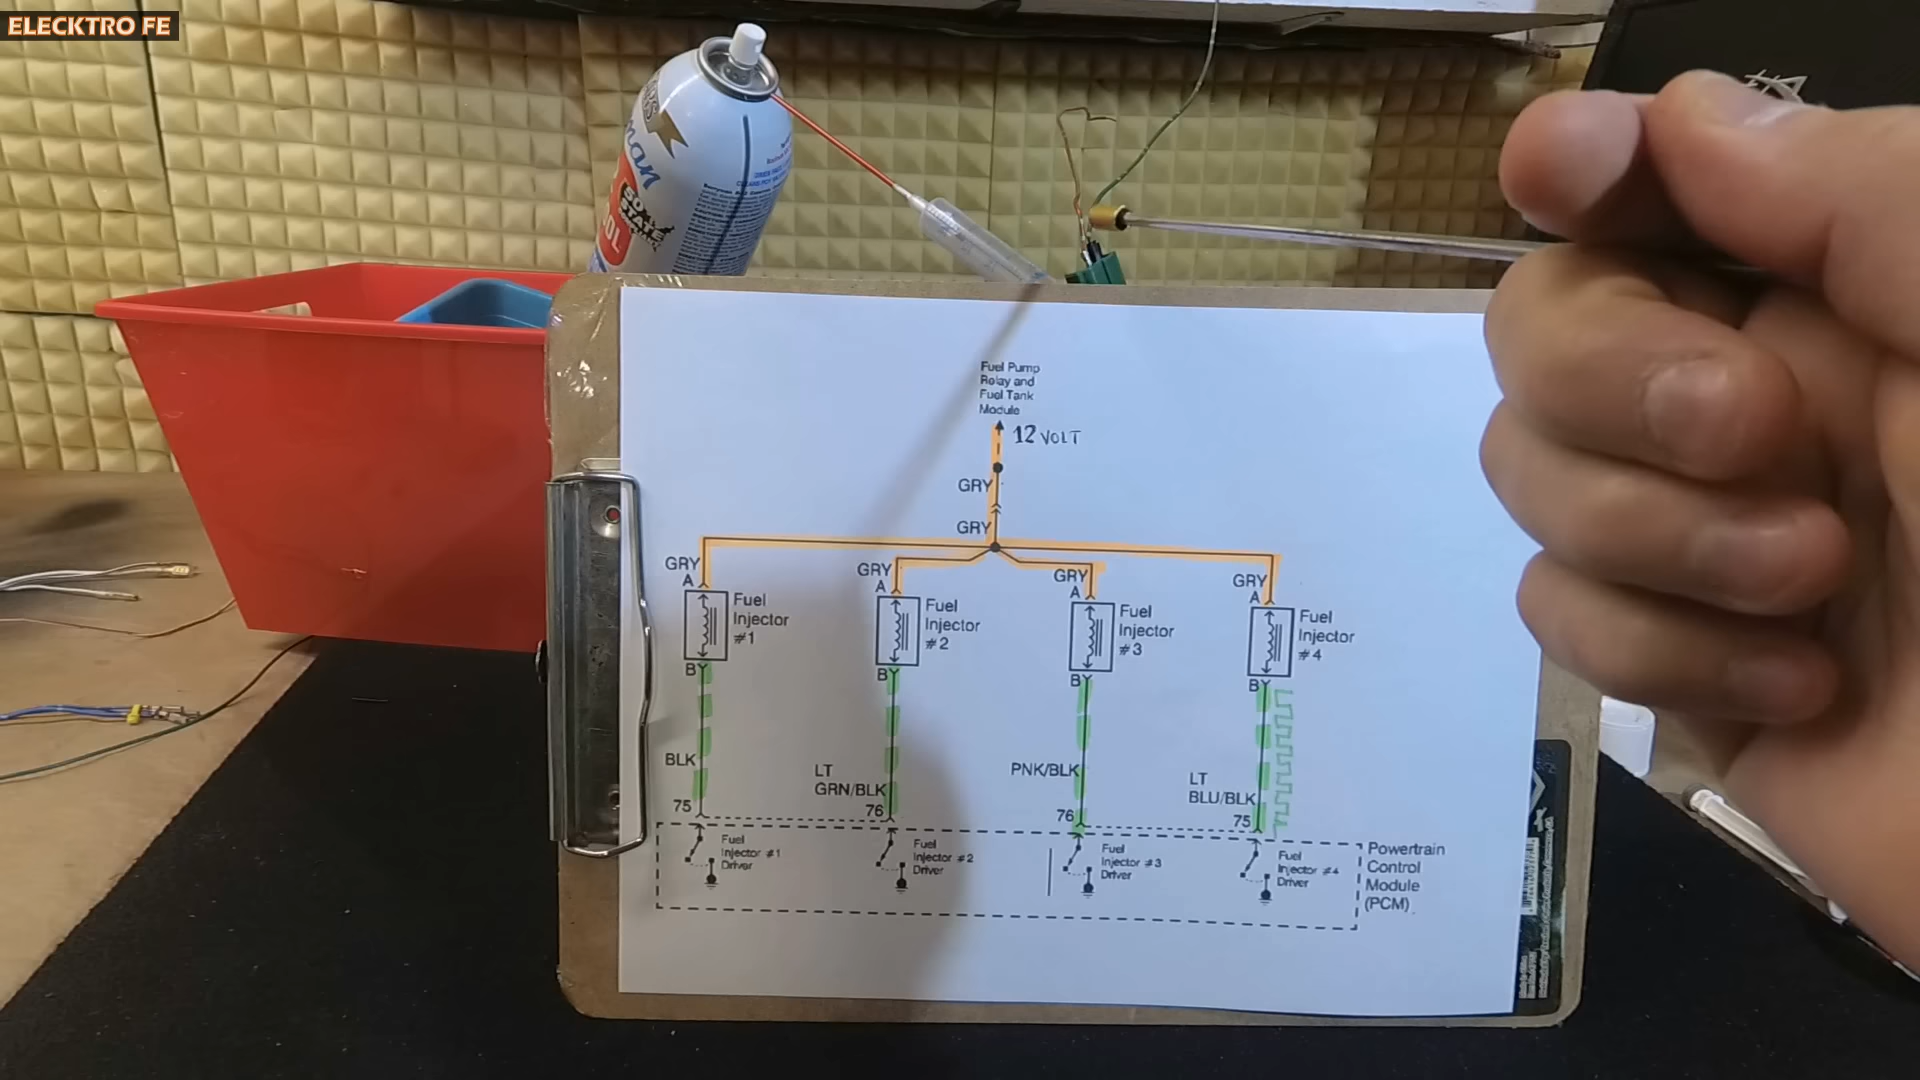 ELECKTRO FE
Fuel Pump
Relay and
Fuel Tank
Module
12 VOLT
GRY
GRY
GRY
A
Fuel
Injector
#1
B
GRY
A
Fuel
Injector
#2
B
GRY
A
Fuel
Injector
#3
B
GRY
A
Fuel
Injector
#4
B
BLK
75
LT
GRN/BLK
76
PNK/BLK
76
LT
BLU/BLK
75
Fuel
Injector #1
Driver
Fuel
Injector #2
Driver
Fuel
Injector #3
Driver
Fuel
Injector #4
Driver
Powertrain
Control
Module
(PCM)